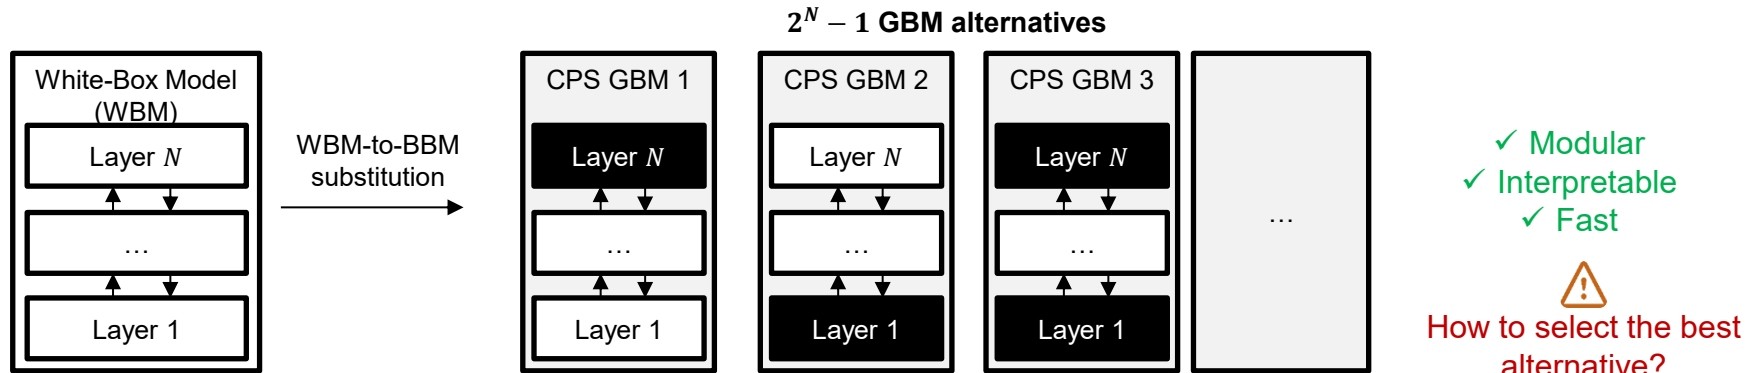 2^N − 1 GBM alternatives
White-Box Model
(WBM)
Layer N
...
Layer 1
WBM-to-BBM
substitution
CPS GBM 1
Layer N
...
Layer 1
CPS GBM 2
Layer N
...
Layer 1
CPS GBM 3
Layer N
...
Layer 1
...
✓ Modular
✓ Interpretable
✓ Fast
How to select the best
alternative?